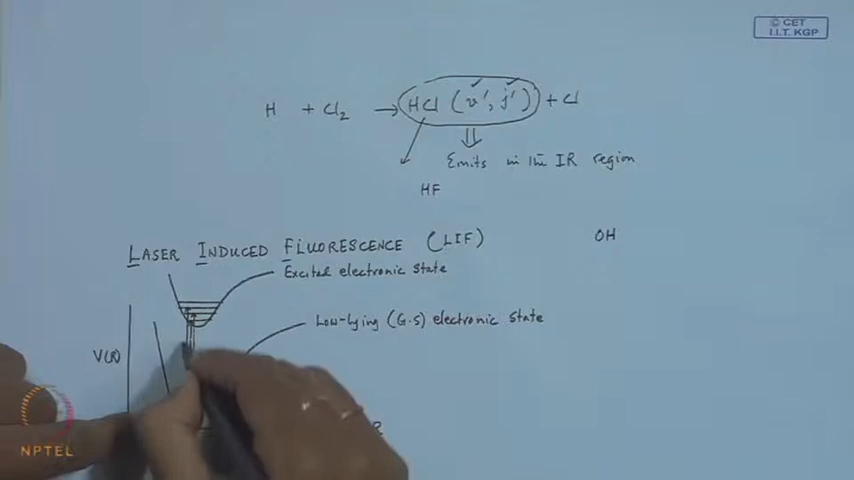 © CET
I.I.T. KGP
H + Cl₂ → HCl (v', j') + Cl
Emits in the IR region
HF
LASER INDUCED FLUORESCENCE (LIF)
OH
Excited electronic state
Low-lying (G.S) electronic state
V(R)
R
NPTEL